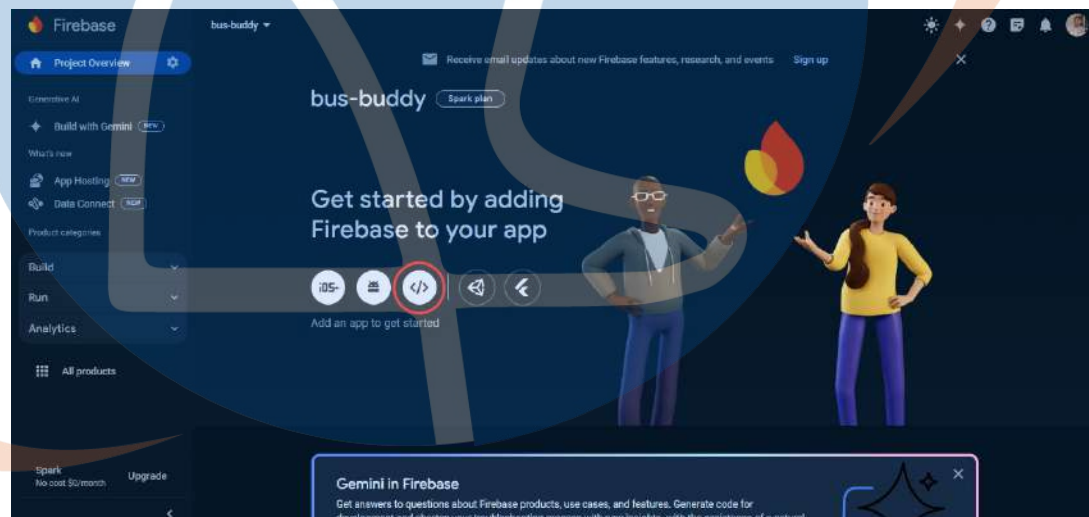 Firebase
bus-buddy
Project Overview
Receive email updates about new Firebase features, research, and events Sign up
bus-buddy Spark plan
Generative AI
Build with Gemini NEW
What's new
App Hosting NEW
Data Connect NEW
Product categories
Build
Run
Analytics
All products
Get started by adding
Firebase to your app
iOS+
</>
Add an app to get started
Spark
No cost $0/month
Upgrade
Gemini in Firebase
Get answers to questions about Firebase products, use cases, and features. Generate code for